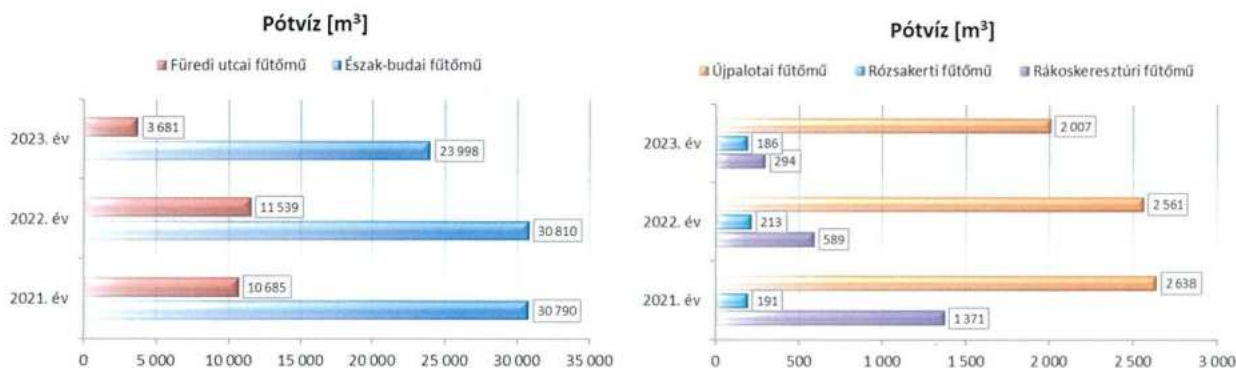 Pótvíz [m³]
Füredi utcai fűtőmű Észak-budai fűtőmű
2023. év
3 681
23 998
2022. év
11 539
30 810
2021. év
10 685
30 790
0 5 000 10 000 15 000 20 000 25 000 30 000 35 000
Pótvíz [m³]
Újpalotai fűtőmű Rózsakerti fűtőmű Rákoskeresztúri fűtőmű
2023. év
2 007
186
294
2022. év
2 561
213
589
2021. év
2 638
191
1 371
0 500 1 000 1 500 2 000 2 500 3 000